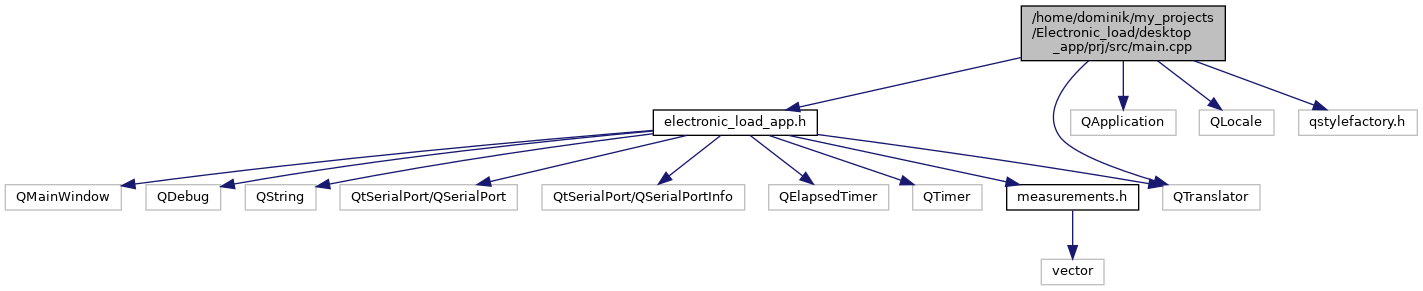 /home/dominik/my_projects
/Electronic_load/desktop
_app/prj/src/main.cpp
electronic_load_app.h
QApplication
QLocale
qstylefactory.h
QMainWindow
QDebug
QString
QtSerialPort/QSerialPort
QtSerialPort/QSerialPortInfo
QElapsedTimer
QTimer
measurements.h
QTranslator
vector